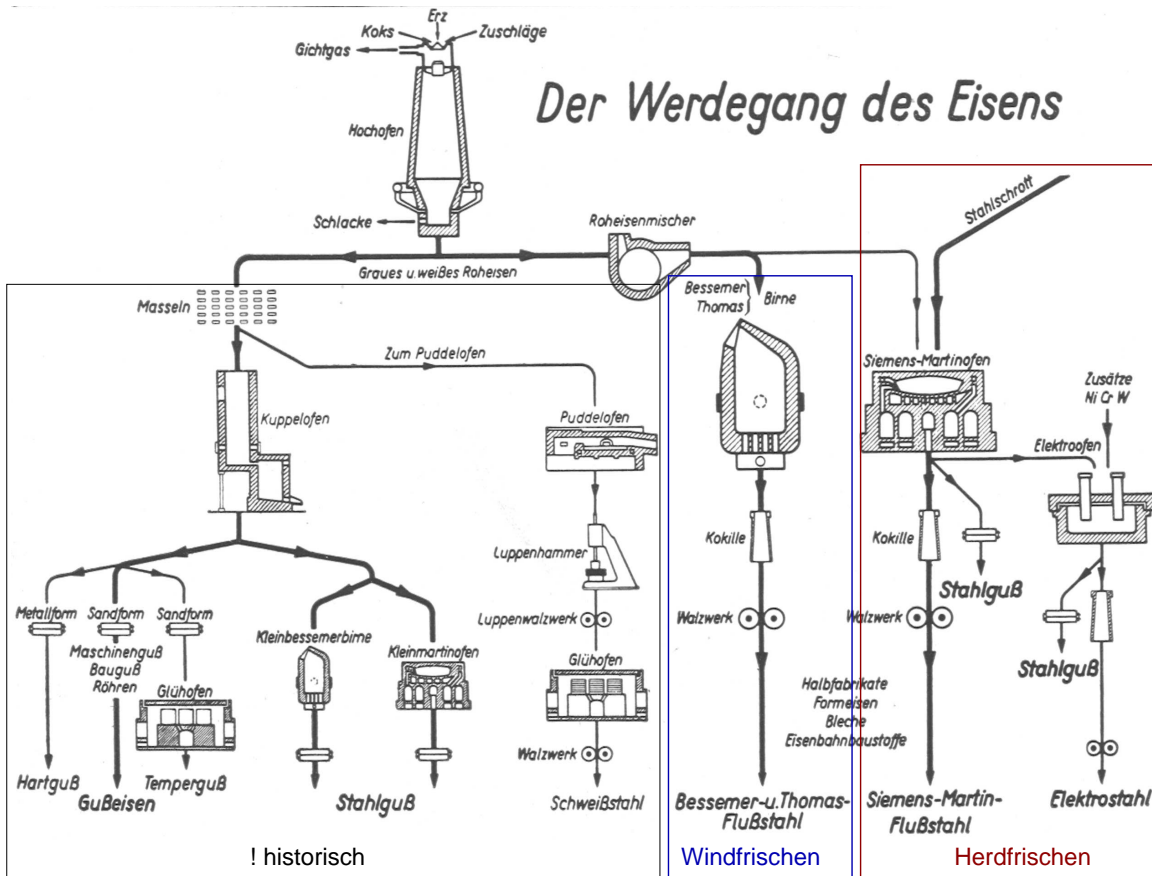 Erz
Koks
Zuschläge
Gichtgas
Der Werdegang des Eisens
Hochofen
Stahlschrott
Schlacke
Roheisenmischer
Graues u. weißes Roheisen
Masseln
Bessemer
Thomas
Birne
Zum Puddelofen
Siemens-Martinofen
Zusätze
Ni Cr W
Kuppelofen
Puddelofen
Elektroofen
Luppenhammer
Kokille
Kokille
Stahlguß
Metallform
Sandform
Sandform
Luppenwalzwerk
Walzwerk
Walzwerk
Maschinenguß
Bauguß
Röhren
Kleinbessemerbirne
Kleinmartinofen
Glühofen
Stahlguß
Glühofen
Halbfabrikate
Formeisen
Bleche
Eisenbahnbaustoffe
Walzwerk
Hartguß
Temperguß
Gußeisen
Stahlguß
Schweißstahl
Bessemer-u.Thomas-
Flußstahl
Siemens-Martin-
Flußstahl
Elektrostahl
! historisch
Windfrischen
Herdfrischen